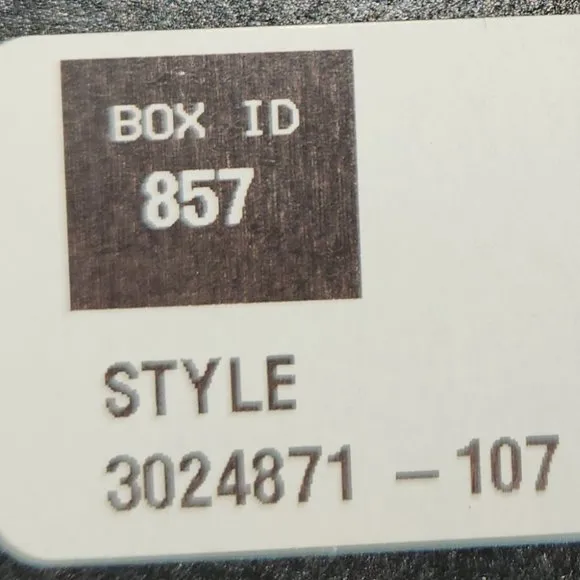 BOX ID
857
STYLE
3024871 – 107